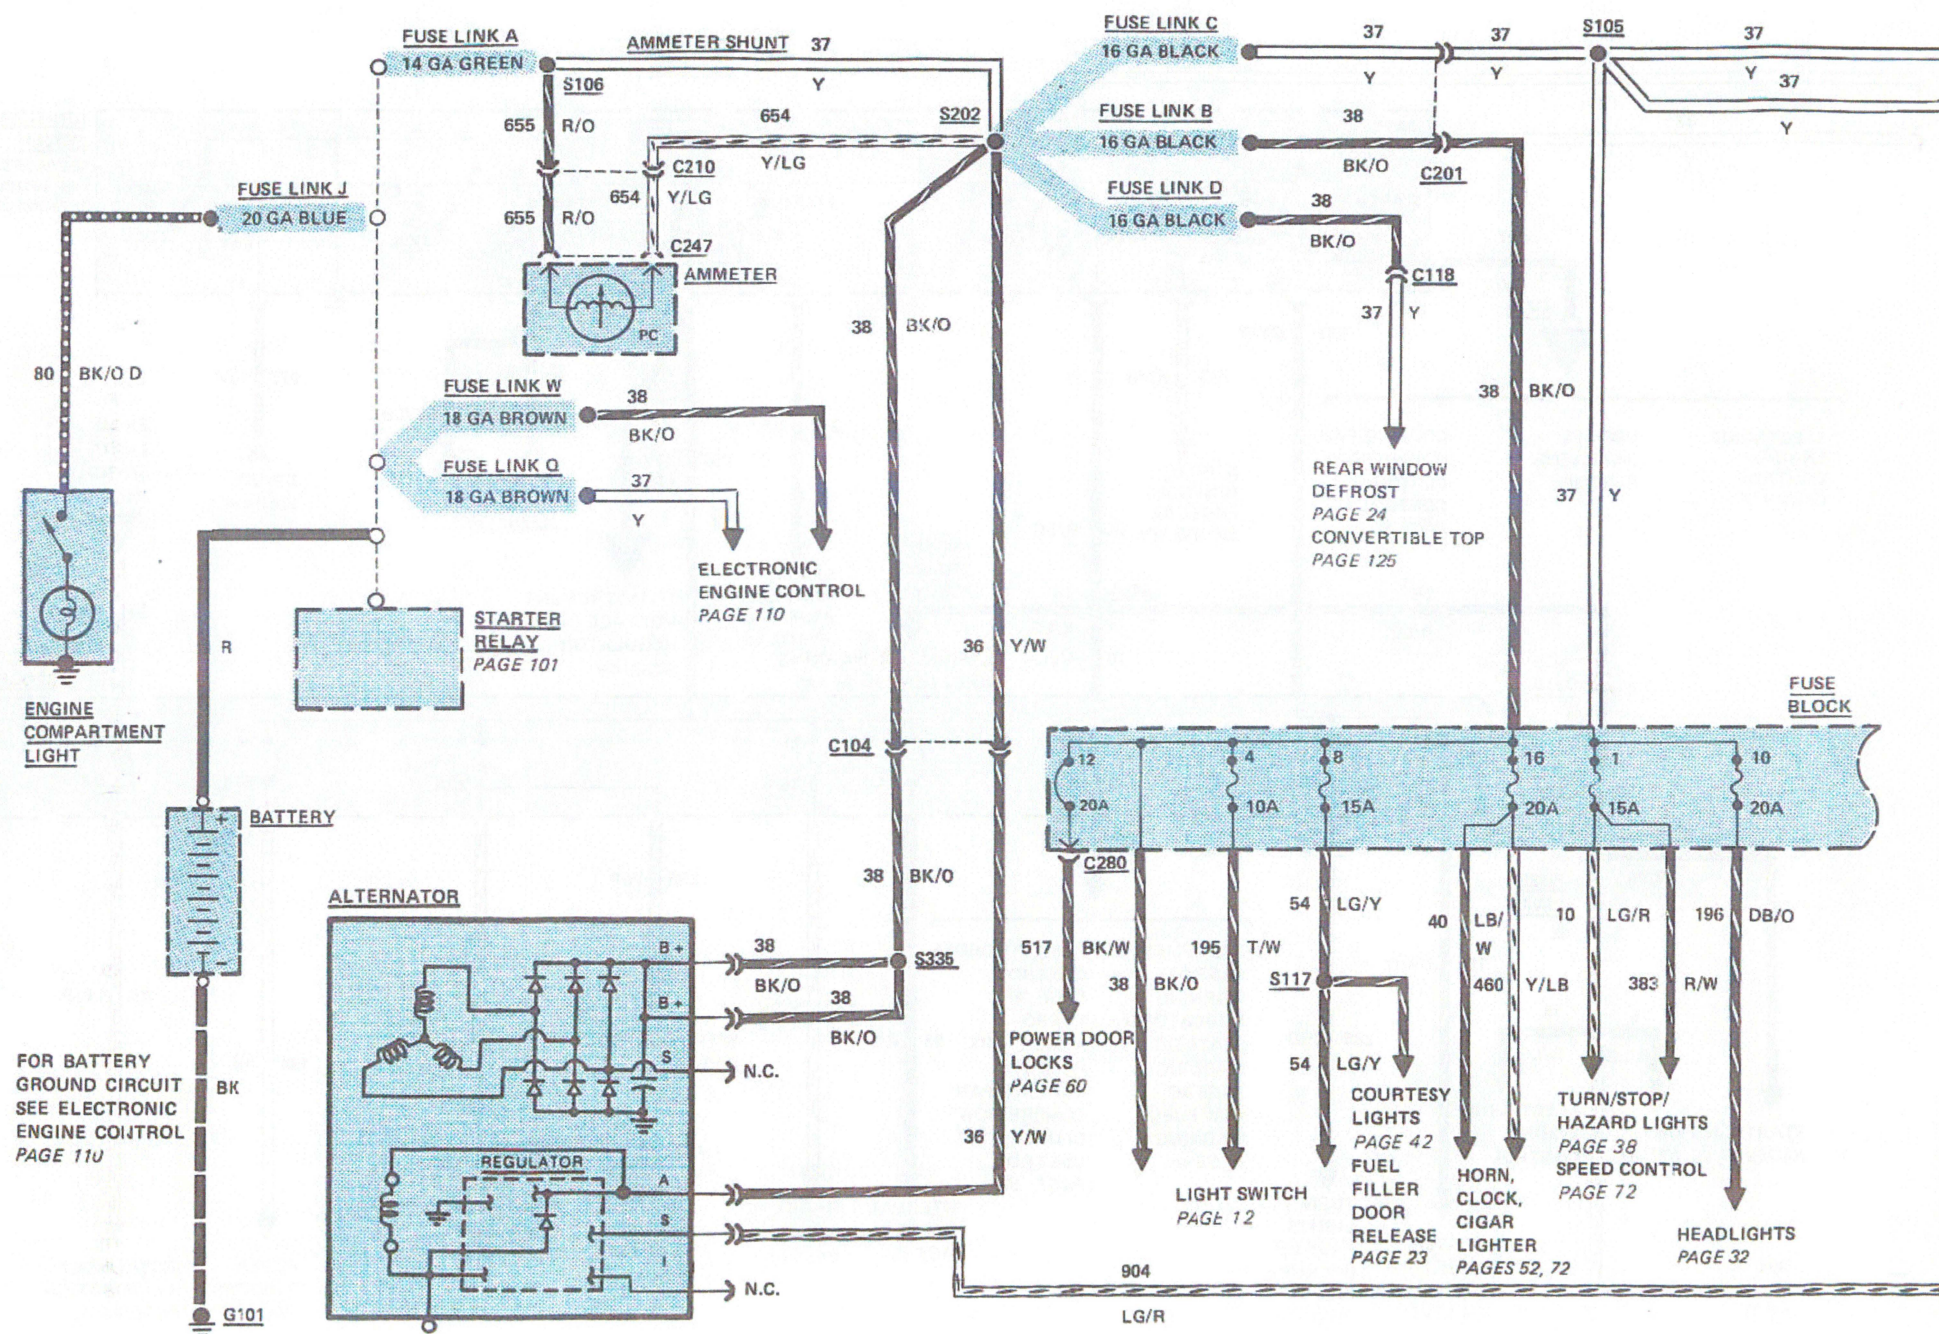 FUSE LINK A
14 GA GREEN
AMMETER SHUNT 37
Y
S106
655 R/O
654
Y/LG
C210
654 Y/LG
655 R/O
C247
AMMETER
PC
S202
FUSE LINK C
16 GA BLACK
37
Y
37
Y
S105
37
Y
37
Y
FUSE LINK B
16 GA BLACK
38
BK/O
C201
FUSE LINK D
16 GA BLACK
38
BK/O
C118
37 Y
REAR WINDOW
DEFROST
PAGE 24
CONVERTIBLE TOP
PAGE 125
38 BK/O
37 Y
FUSE LINK J
20 GA BLUE
80 BK/O D
ENGINE
COMPARTMENT
LIGHT
FUSE LINK W
18 GA BROWN
38
BK/O
FUSE LINK Q
18 GA BROWN
37
Y
ELECTRONIC
ENGINE CONTROL
PAGE 110
STARTER
RELAY
PAGE 101
R
BATTERY
+
-
BK
FOR BATTERY
GROUND CIRCUIT
SEE ELECTRONIC
ENGINE CONTROL
PAGE 110
G101
38 BK/O
36 Y/W
C104
38 BK/O
ALTERNATOR
B+
38
BK/O
S335
B+
38
BK/O
S
N.C.
36 Y/W
REGULATOR
A
S
I
N.C.
904
LG/R
FUSE
BLOCK
12
20A
4
10A
8
15A
16
20A
1
15A
10
20A
C280
517 BK/W
POWER DOOR
LOCKS
PAGE 60
38 BK/O
195 T/W
LIGHT SWITCH
PAGE 12
54 LG/Y
S117
54 LG/Y
COURTESY
LIGHTS
PAGE 42
FUEL
FILLER
DOOR
RELEASE
PAGE 23
40 LB/
W
460 Y/LB
HORN,
CLOCK,
CIGAR
LIGHTER
PAGES 52, 72
10 LG/R
383 R/W
TURN/STOP/
HAZARD LIGHTS
PAGE 38
SPEED CONTROL
PAGE 72
196 DB/O
HEADLIGHTS
PAGE 32